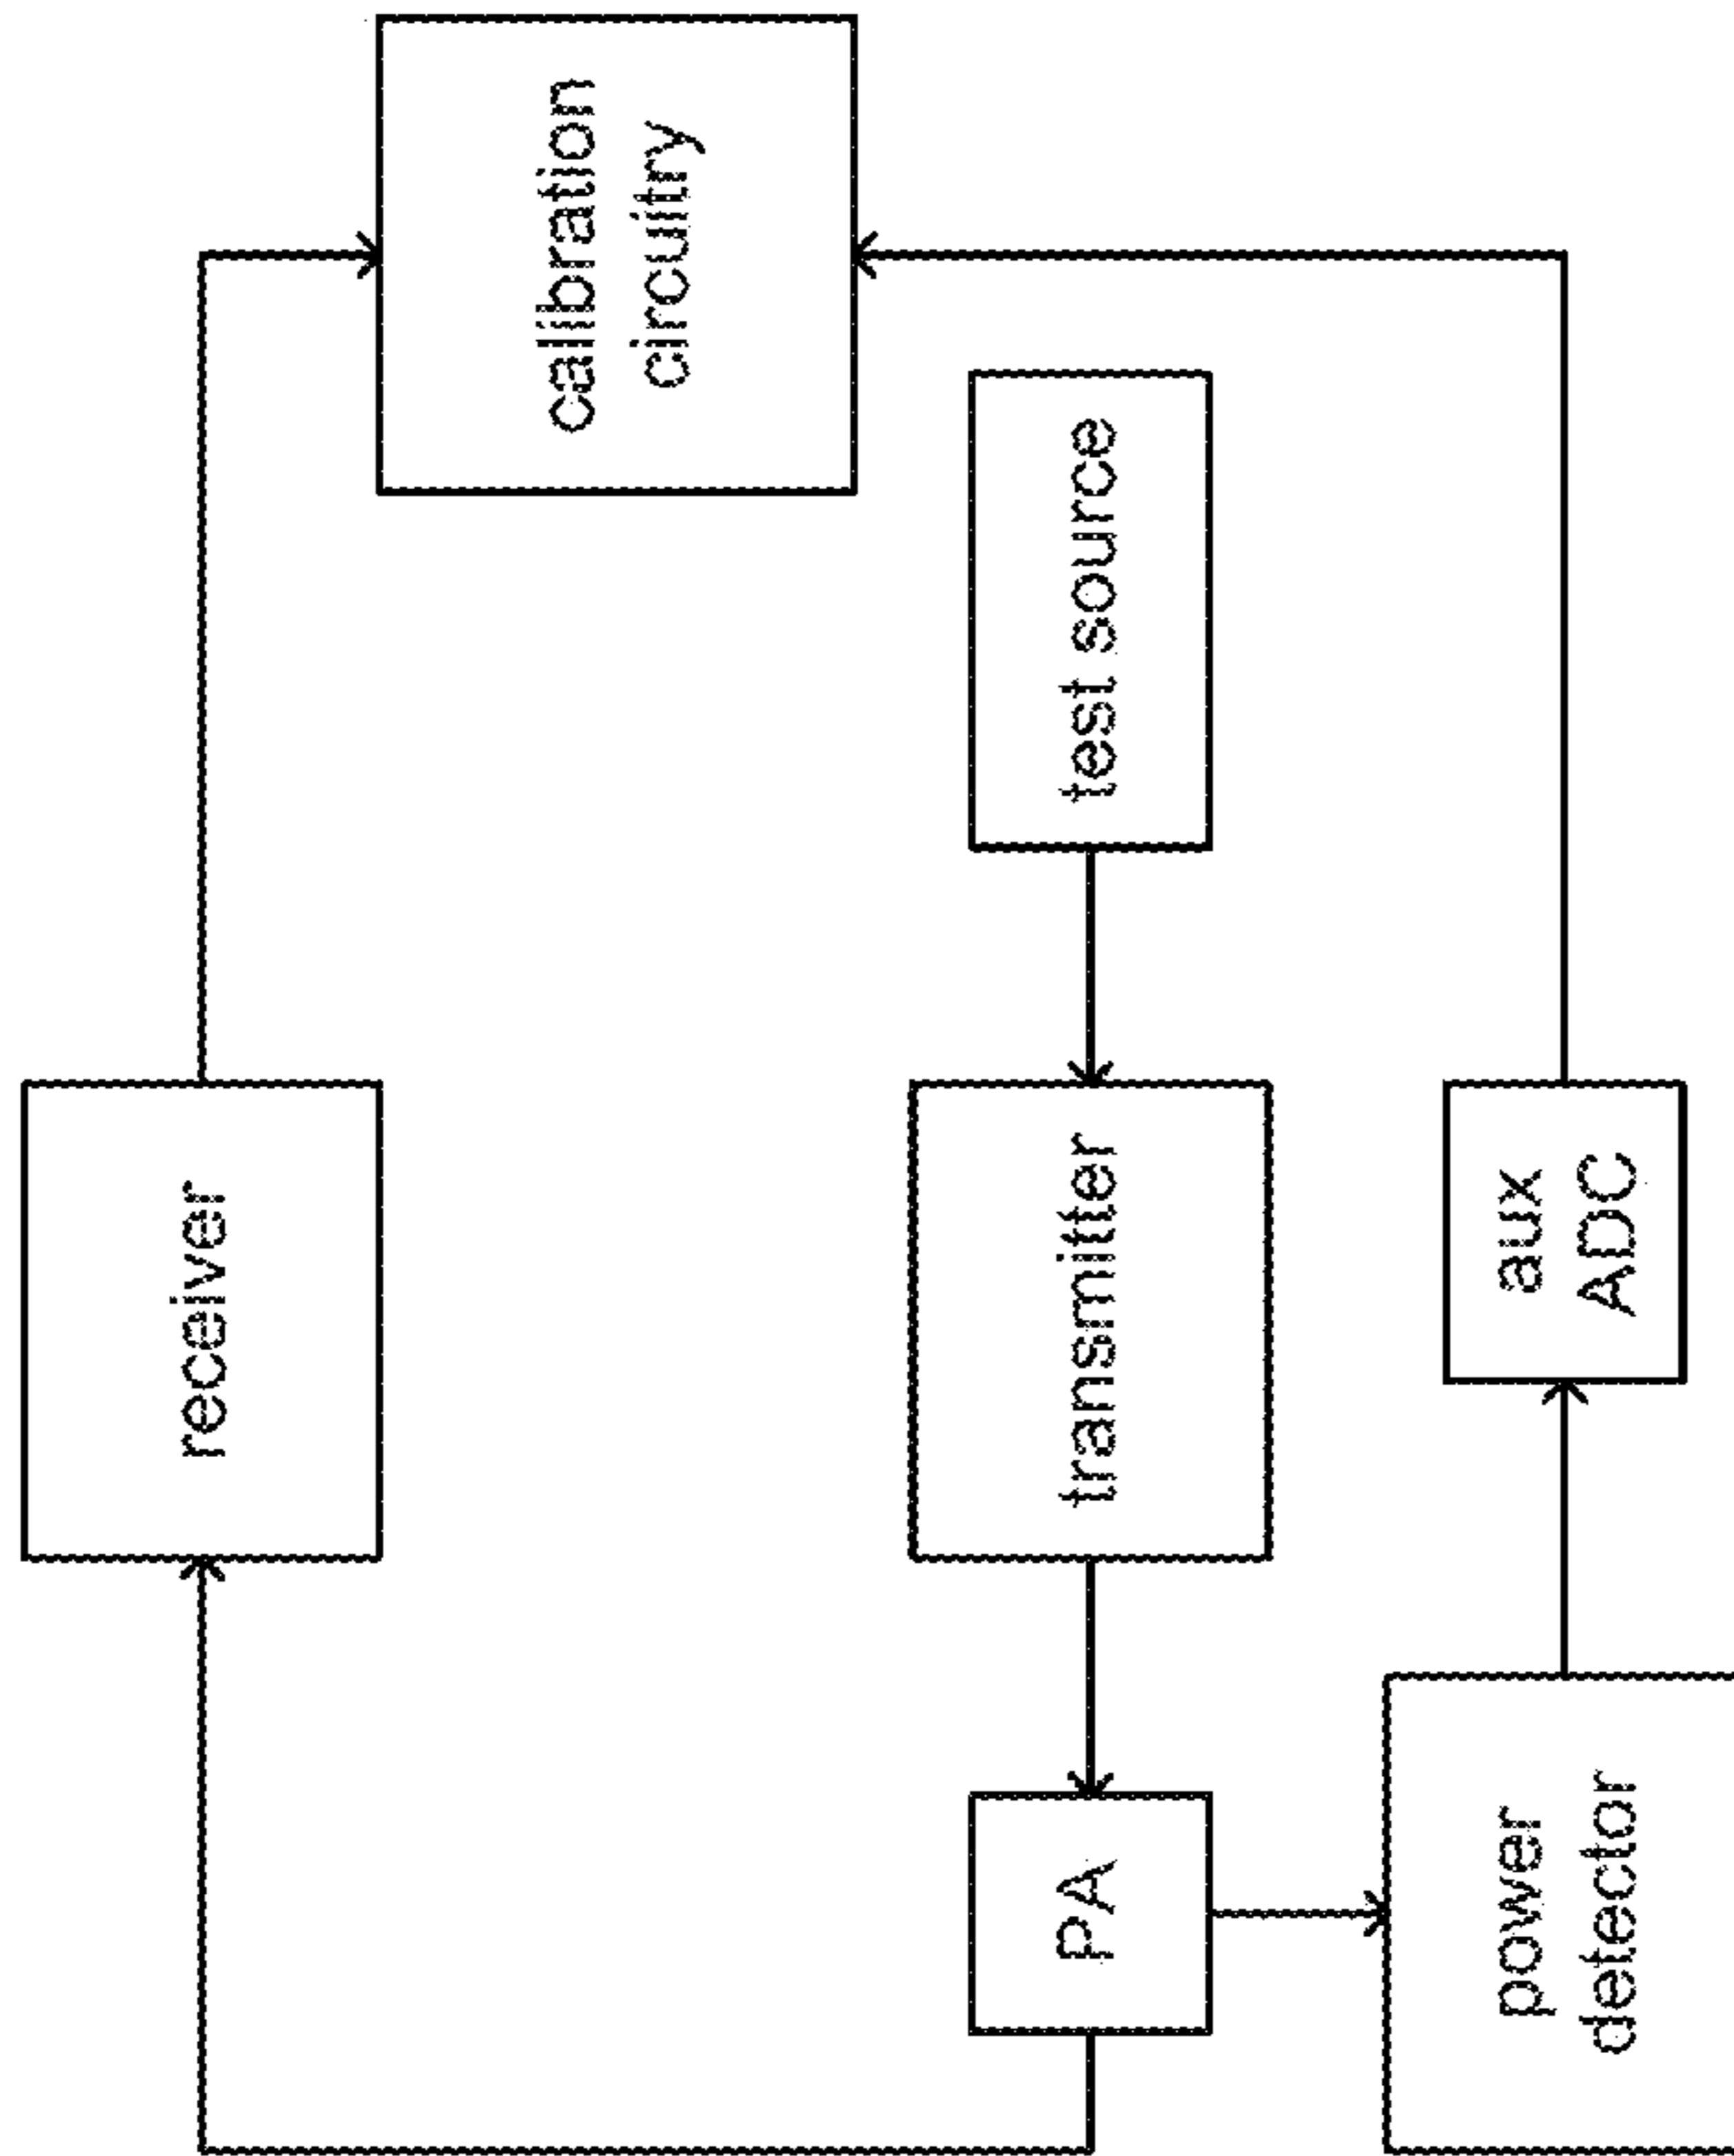 receiver
calibration
circuitry
PA
transmitter
test source
power
detector
aux
ADC